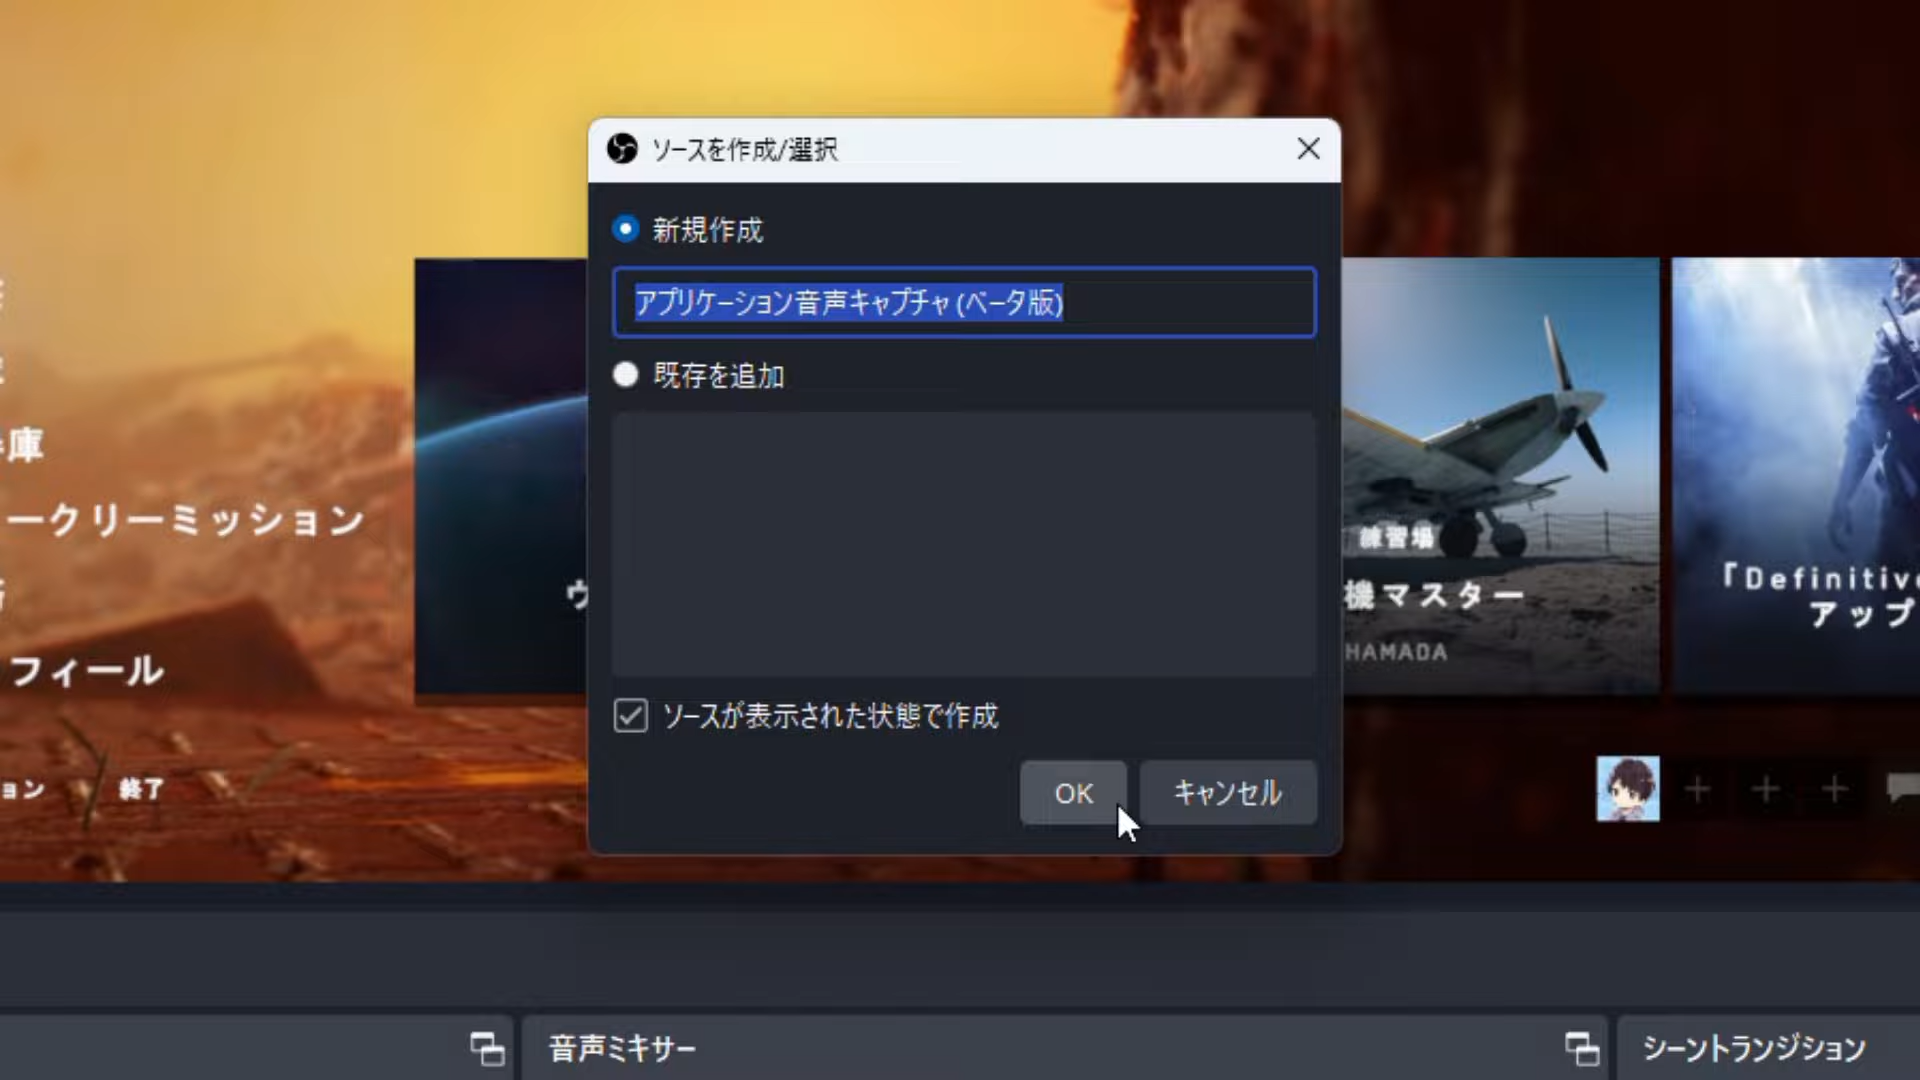 ソースを作成/選択
新規作成
アプリケーション音声キャプチャ (ベータ版)
既存を追加
ソースが表示された状態で作成
OK
キャンセル
庫
ークリーミッション
フィール
ョン
終了
ウ
練習場
機マスター
HAMADA
「Definitive
アップ
音声ミキサー
シーントランジション